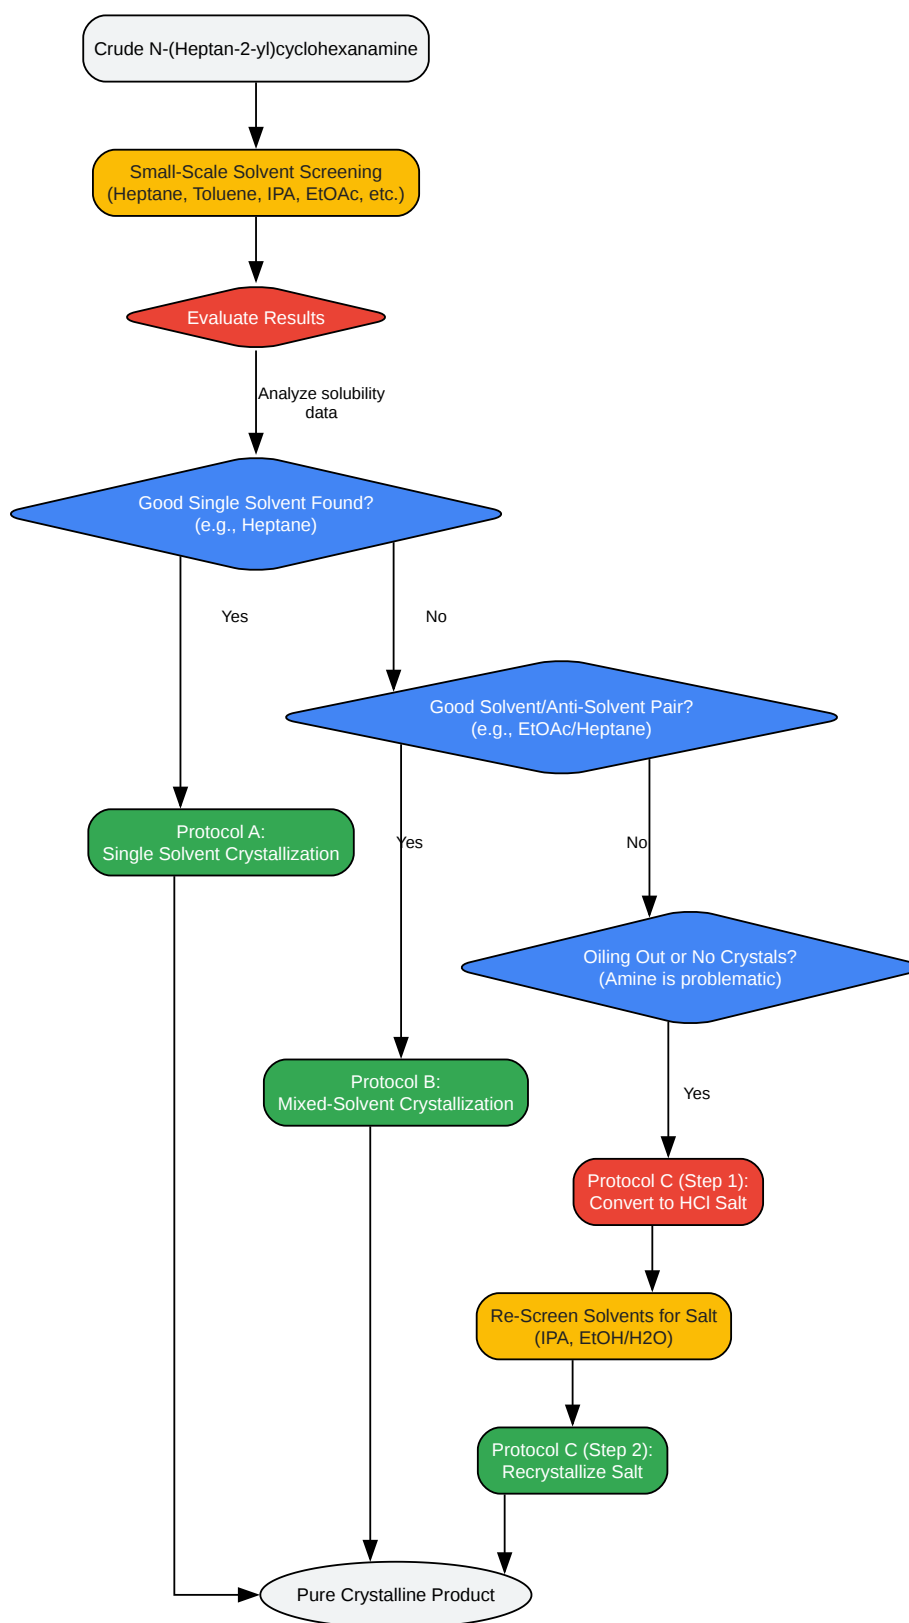 Crude N-(Heptan-2-yl)cyclohexanamine
Small-Scale Solvent Screening
(Heptane, Toluene, IPA, EtOAc, etc.)
Evaluate Results
Analyze solubility
data
Good Single Solvent Found?
(e.g., Heptane)
Yes
No
Good Solvent/Anti-Solvent Pair?
(e.g., EtOAc/Heptane)
Protocol A:
Single Solvent Crystallization
Yes
No
Oiling Out or No Crystals?
(Amine is problematic)
Protocol B:
Mixed-Solvent Crystallization
Yes
Protocol C (Step 1):
Convert to HCl Salt
Re-Screen Solvents for Salt
(IPA, EtOH/H2O)
Protocol C (Step 2):
Recrystallize Salt
Pure Crystalline Product